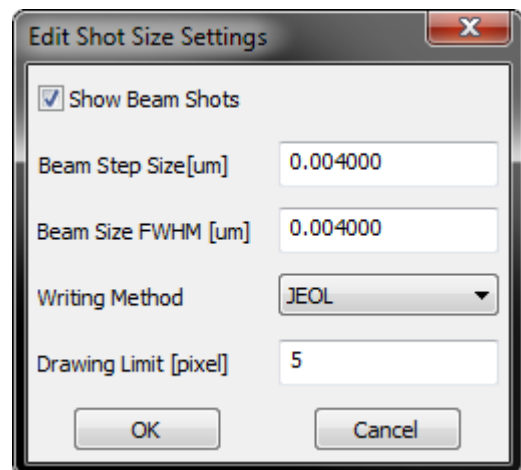 Edit Shot Size Settings
Show Beam Shots
Beam Step Size[um] 0.004000
Beam Size FWHM [um] 0.004000
Writing Method JEOL
Drawing Limit [pixel] 5
OK Cancel